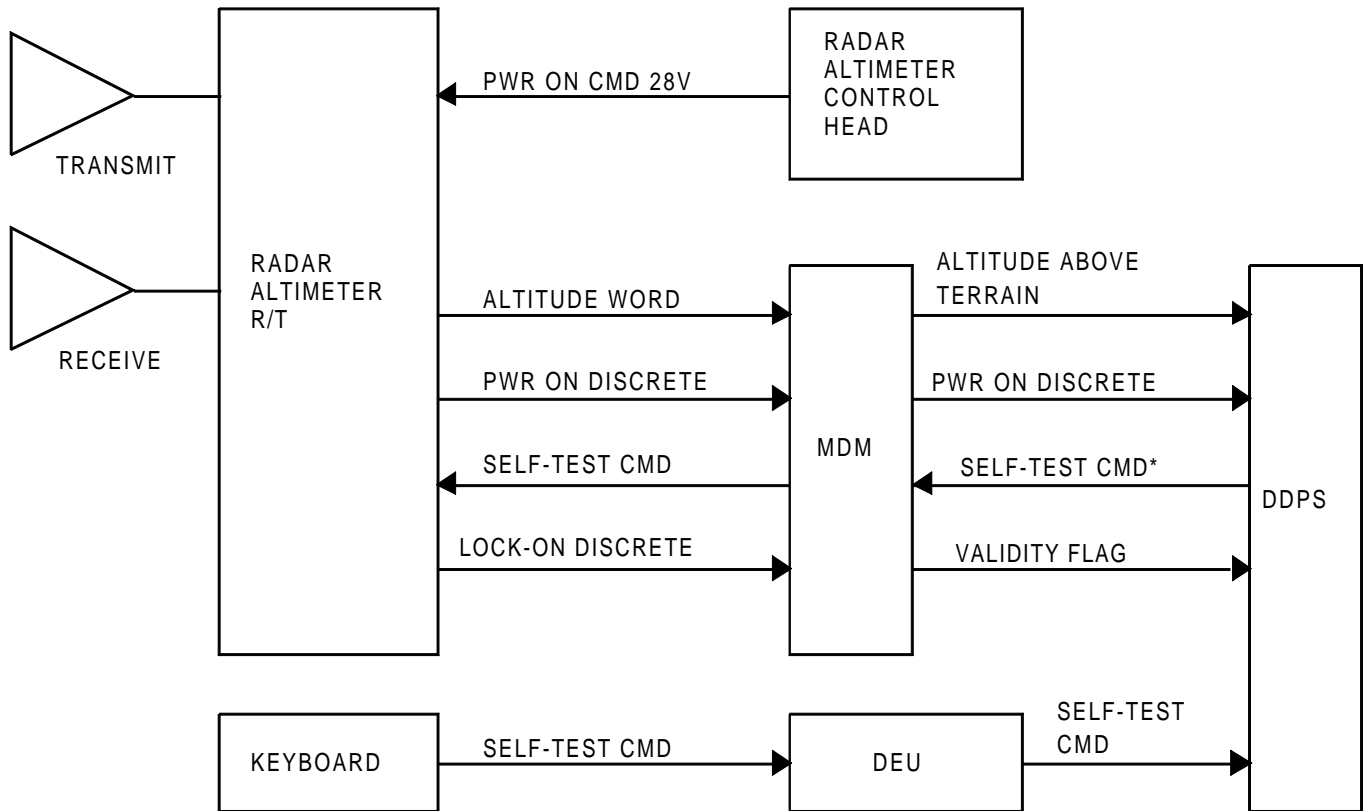 RADAR
ALTIMETER
CONTROL
HEAD
PWR ON CMD 28V
TRANSMIT
RADAR
ALTIMETER
R/T
RECEIVE
ALTITUDE WORD
ALTITUDE ABOVE
TERRAIN
PWR ON DISCRETE
PWR ON DISCRETE
MDM
SELF-TEST CMD
SELF-TEST CMD*
DDPS
LOCK-ON DISCRETE
VALIDITY FLAG
KEYBOARD
SELF-TEST CMD
DEU
SELF-TEST
CMD